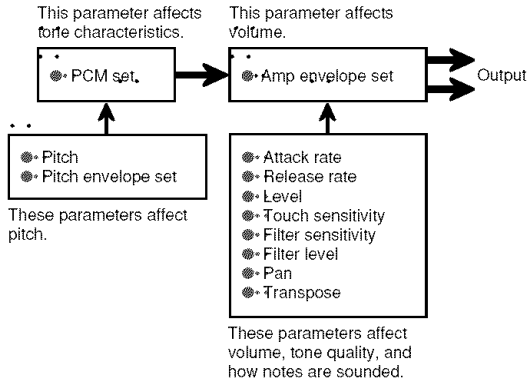 This parameter affects
tone characteristics.
This parameter affects
volume.
PCM set
Amp envelope set
Output
Pitch
Pitch envelope set
These parameters affect
pitch.
Attack rate
Release rate
Level
Touch sensitivity
Filter sensitivity
Filter level
Pan
Transpose
These parameters affect
volume, tone quality, and
how notes are sounded.